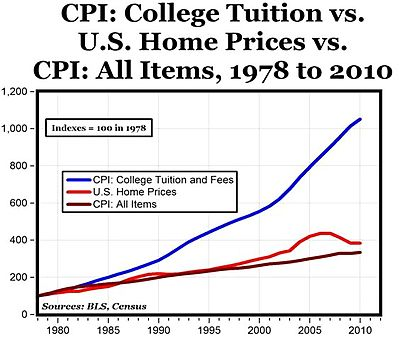 CPI: College Tuition vs.
U.S. Home Prices vs.
CPI: All Items, 1978 to 2010
1,200
1,000
800
600
400
200
0
Indexes = 100 in 1978
CPI: College Tuition and Fees
U.S. Home Prices
CPI: All Items
Sources: BLS, Census
1980 1985 1990 1995 2000 2005 2010